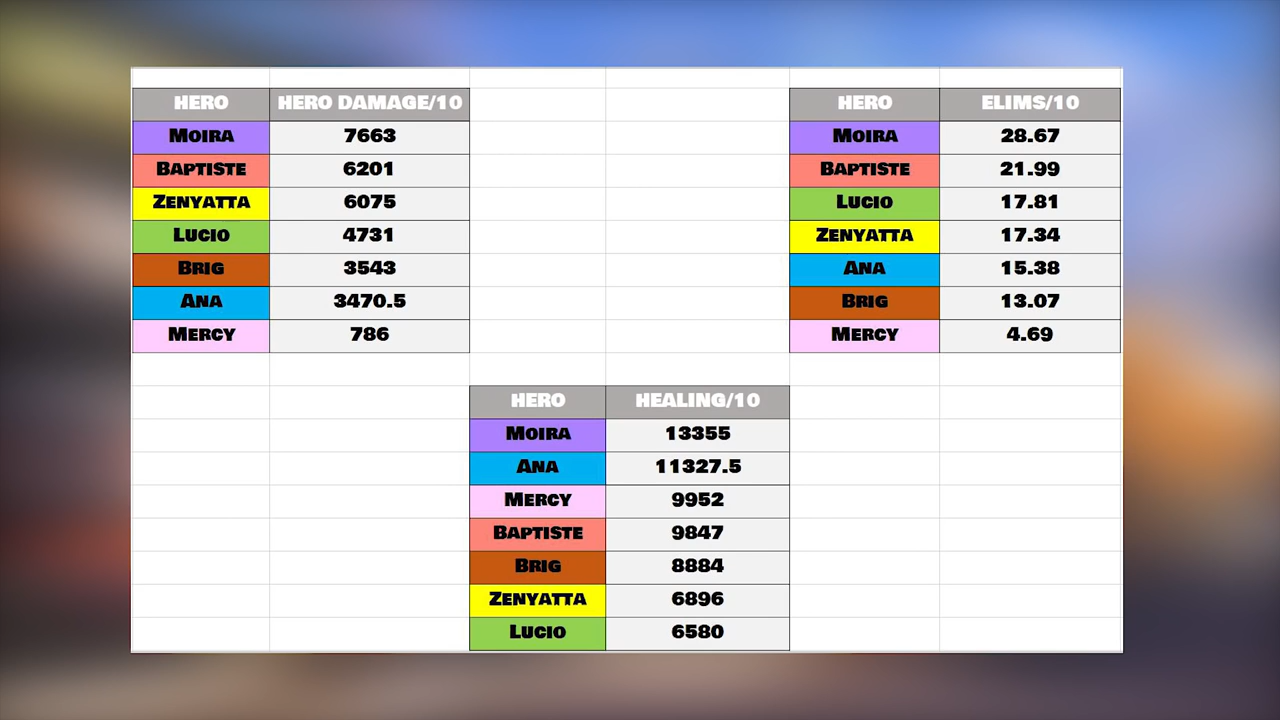 HERO HERO DAMAGE/10
MOIRA 7663
BAPTISTE 6201
ZENYATTA 6075
LUCIO 4731
BRIG 3543
ANA 3470.5
MERCY 786
HERO ELIMS/10
MOIRA 28.67
BAPTISTE 21.99
LUCIO 17.81
ZENYATTA 17.34
ANA 15.38
BRIG 13.07
MERCY 4.69
HERO HEALING/10
MOIRA 13355
ANA 11327.5
MERCY 9952
BAPTISTE 9847
BRIG 8884
ZENYATTA 6896
LUCIO 6580